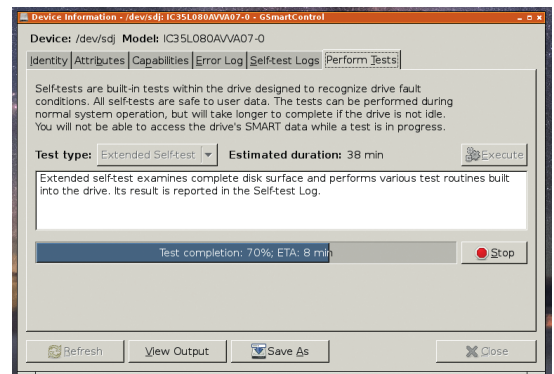 Device Information - /dev/sdj: IC35L080AVVA07-0 - GSmartControl
Device: /dev/sdj Model: IC35L080AVVA07-0
Identity Attributes Capabilities Error Log Self-test Logs Perform Tests
Self-tests are built-in tests within the drive designed to recognize drive fault
conditions. All self-tests are safe to user data. The tests can be performed during
normal system operation, but will take longer to complete if the drive is not idle.
You will not be able to access the drive's SMART data while a test is in progress.
Test type: Extended Self-test Estimated duration: 38 min Execute
Extended self-test examines complete disk surface and performs various test routines built
into the drive. Its result is reported in the Self-test Log.
Test completion: 70%; ETA: 8 min Stop
Refresh View Output Save As Close